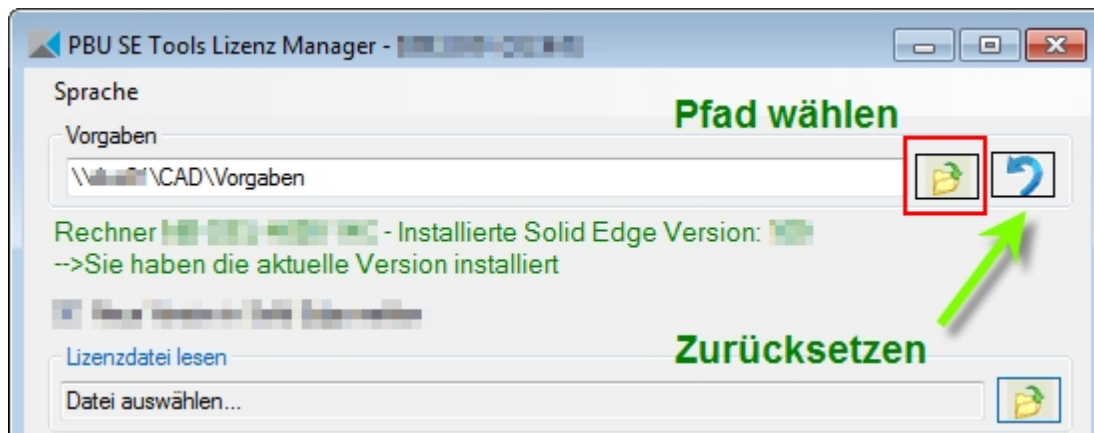 PBU SE Tools Lizenz Manager -
Sprache
Pfad wählen
Vorgaben
\\ \CAD\Vorgaben
Rechner - Installierte Solid Edge Version:
-->Sie haben die aktuelle Version installiert
Zurücksetzen
Lizenzdatei lesen
Datei auswählen...